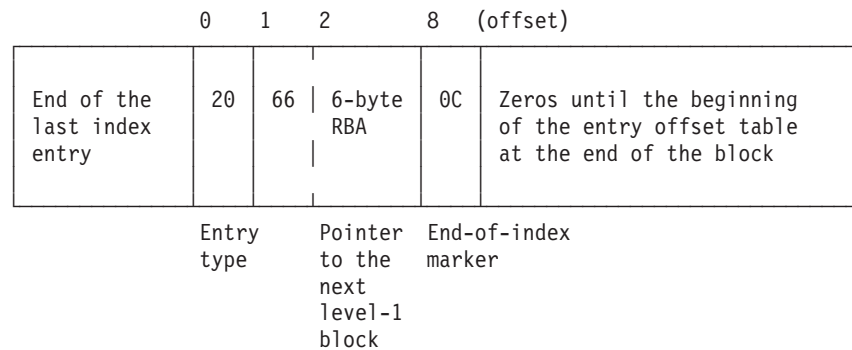 0 1 2 8 (offset)
End of the 20 66 6-byte 0C Zeros until the beginning
last index RBA of the entry offset table
entry at the end of the block
Entry Pointer End-of-index
type to the marker
next
level-1
block